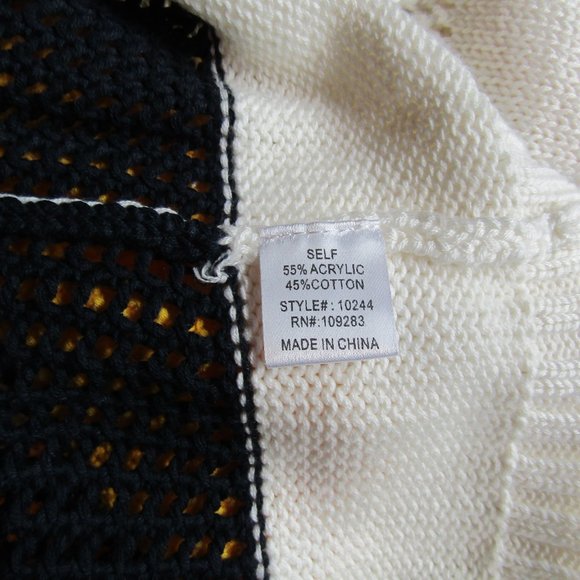 SELF
55% ACRYLIC
45%COTTON
STYLE# : 10244
RN#:109283
MADE IN CHINA